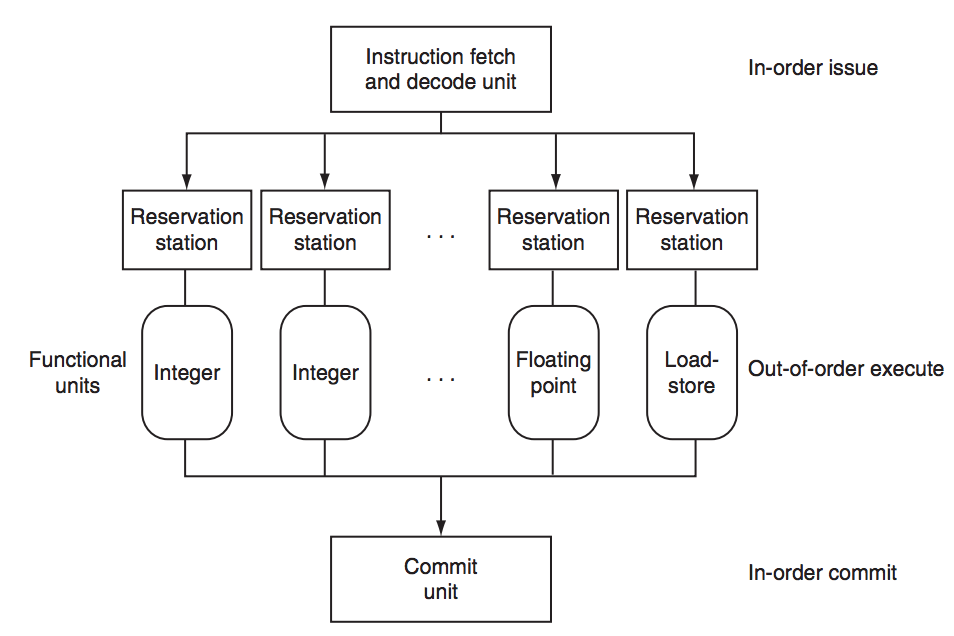 Instruction fetch
and decode unit
In-order issue
Reservation
station
Reservation
station
. . .
Reservation
station
Reservation
station
Functional
units
Integer
Integer
. . .
Floating
point
Load-
store
Out-of-order execute
Commit
unit
In-order commit